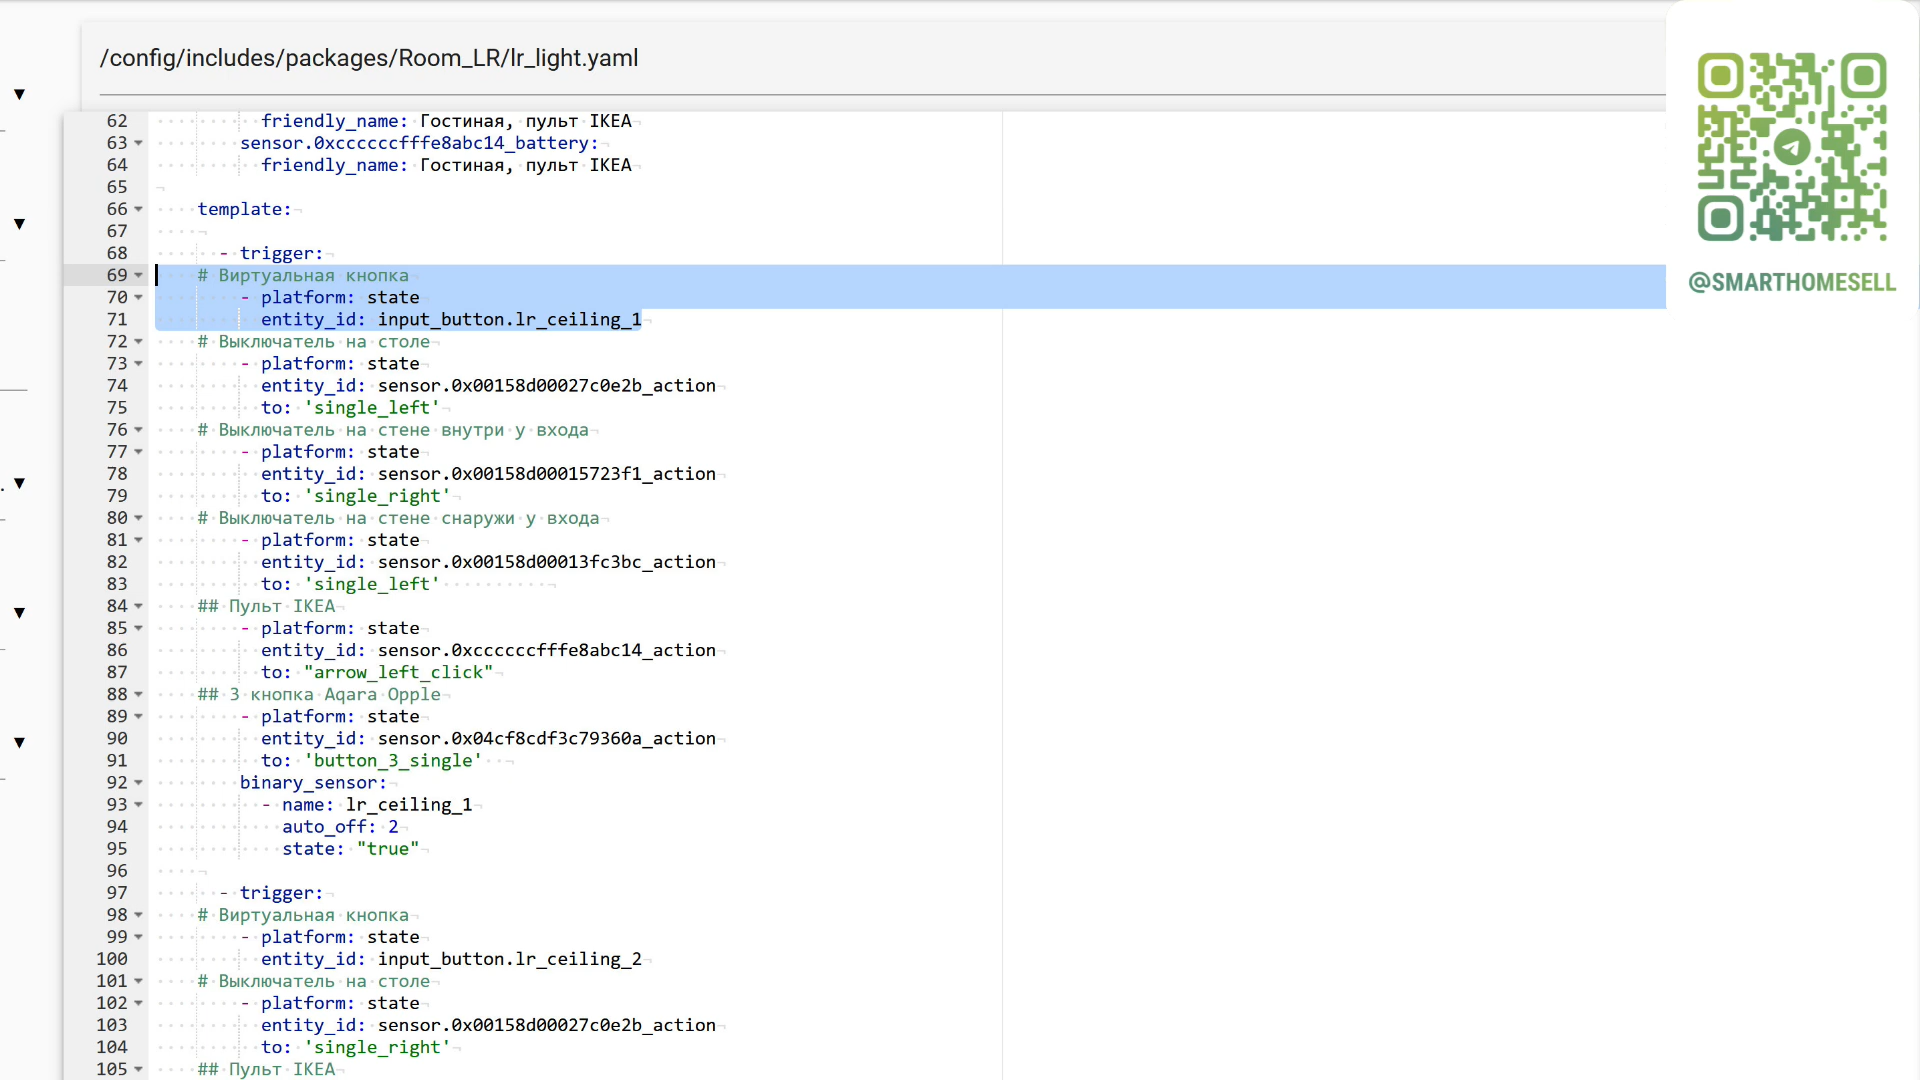 /config/includes/packages/Room_LR/lr_light.yaml
62 friendly_name: Гостиная, пульт IKEA
63 sensor.0xccccccfffe8abc14_battery:
64 friendly_name: Гостиная, пульт IKEA
65
66 template:
67
68 - trigger:
69 # Виртуальная кнопка
70 - platform: state
71 entity_id: input_button.lr_ceiling_1
72 # Выключатель на столе
73 - platform: state
74 entity_id: sensor.0x00158d00027c0e2b_action
75 to: 'single_left'
76 # Выключатель на стене внутри у входа
77 - platform: state
78 entity_id: sensor.0x00158d00015723f1_action
79 to: 'single_right'
80 # Выключатель на стене снаружи у входа
81 - platform: state
82 entity_id: sensor.0x00158d00013fc3bc_action
83 to: 'single_left'
84 ## Пульт IKEA
85 - platform: state
86 entity_id: sensor.0xccccccfffe8abc14_action
87 to: "arrow_left_click"
88 ## 3 кнопка Aqara Opple
89 - platform: state
90 entity_id: sensor.0x04cf8cdf3c79360a_action
91 to: 'button_3_single'
92 binary_sensor:
93 - name: lr_ceiling_1
94 auto_off: 2
95 state: "true"
96
97 - trigger:
98 # Виртуальная кнопка
99 - platform: state
100 entity_id: input_button.lr_ceiling_2
101 # Выключатель на столе
102 - platform: state
103 entity_id: sensor.0x00158d00027c0e2b_action
104 to: 'single_right'
105 ## Пульт IKEA
@SMARTHOMESELL